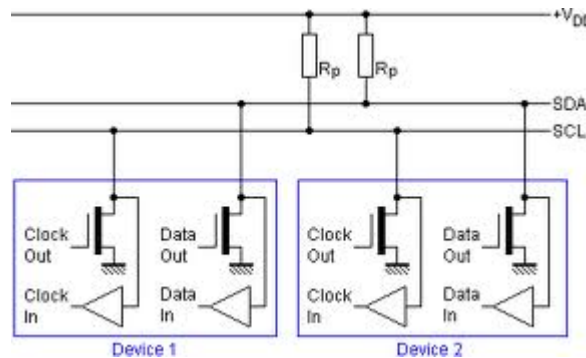 +VD
Rp Rp
SDA
SCL
Clock Out
Data Out
Clock Out
Data Out
Clock In
Data In
Clock In
Data In
Device 1
Device 2